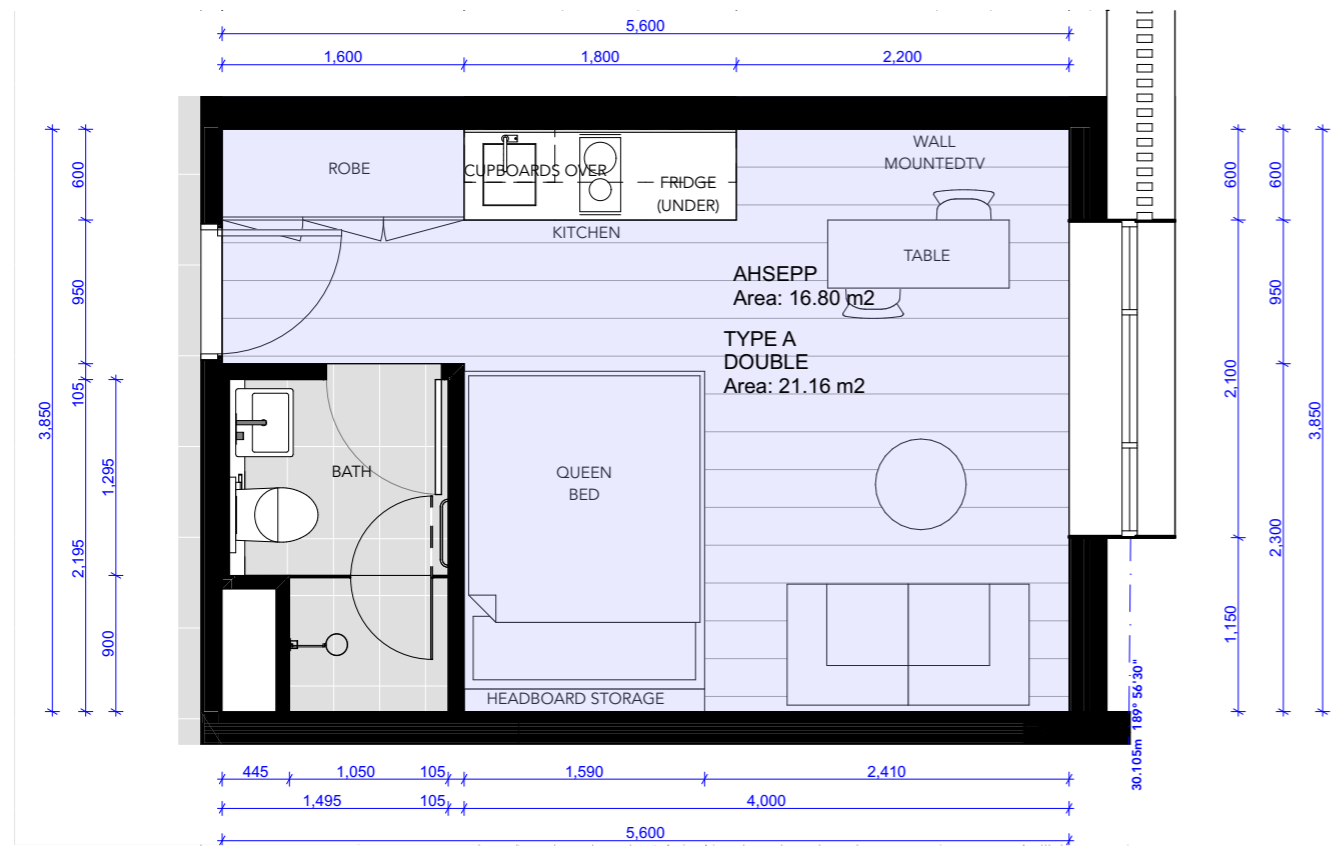 5,600
1,600
1,800
2,200
WALL
MOUNTEDTV
ROBE
CUPBOARDS OVER
FRIDGE
(UNDER)
KITCHEN
TABLE
AHSEPP
Area: 16.80 m2
TYPE A
DOUBLE
Area: 21.16 m2
BATH
QUEEN
BED
HEADBOARD STORAGE
3,850
600
950
105
2,195
1,295
900
600
2,100
1,150
600
950
2,300
3,850
30.105m 189° 56'30"
445
1,050
105
1,590
2,410
1,495
105
4,000
5,600